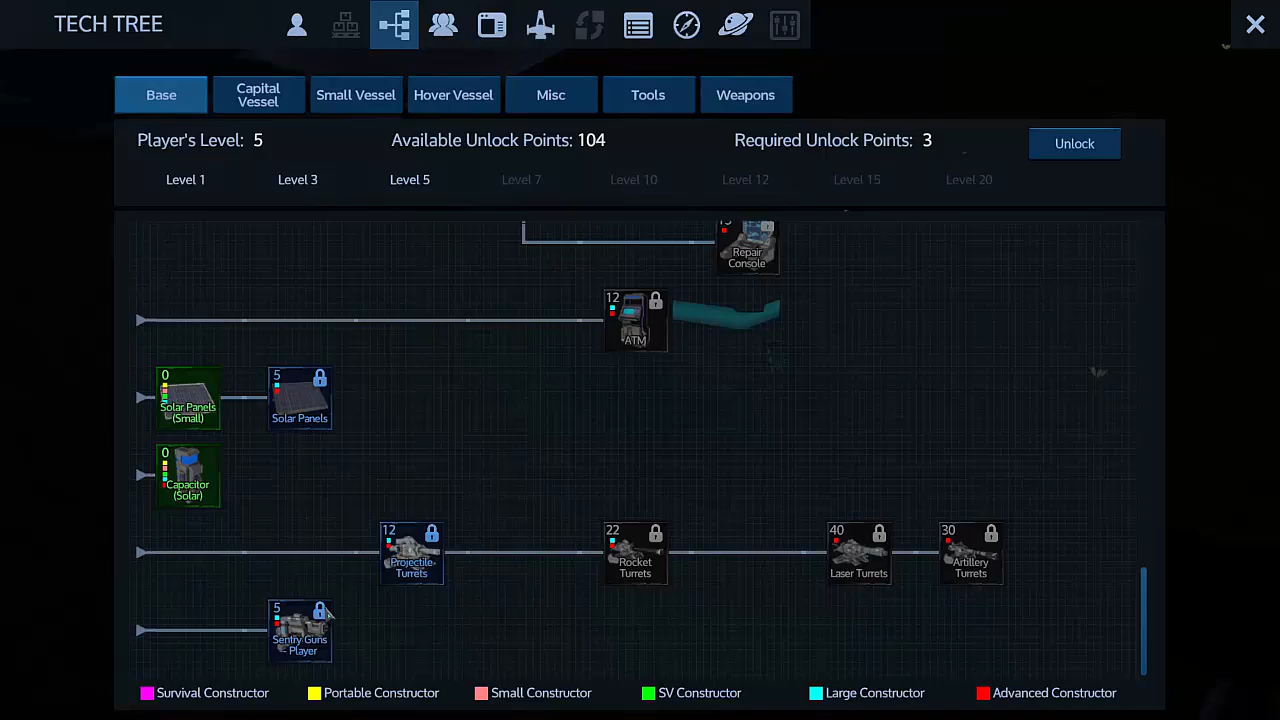 TECH TREE
Base
Capital
Vessel
Small Vessel
Hover Vessel
Misc
Tools
Weapons
Player's Level: 5
Available Unlock Points: 104
Required Unlock Points: 3
Unlock
Level 1
Level 3
Level 5
Level 7
Level 10
Level 12
Level 15
Level 20
Repair
Console
12
ATM
0
Solar Panels
(Small)
5
Solar Panels
0
Capacitor
(Solar)
12
Projectile
Turrets
22
Rocket
Turrets
40
Laser Turrets
30
Artillery
Turrets
5
Sentry Guns
Player
Survival Constructor
Portable Constructor
Small Constructor
SV Constructor
Large Constructor
Advanced Constructor